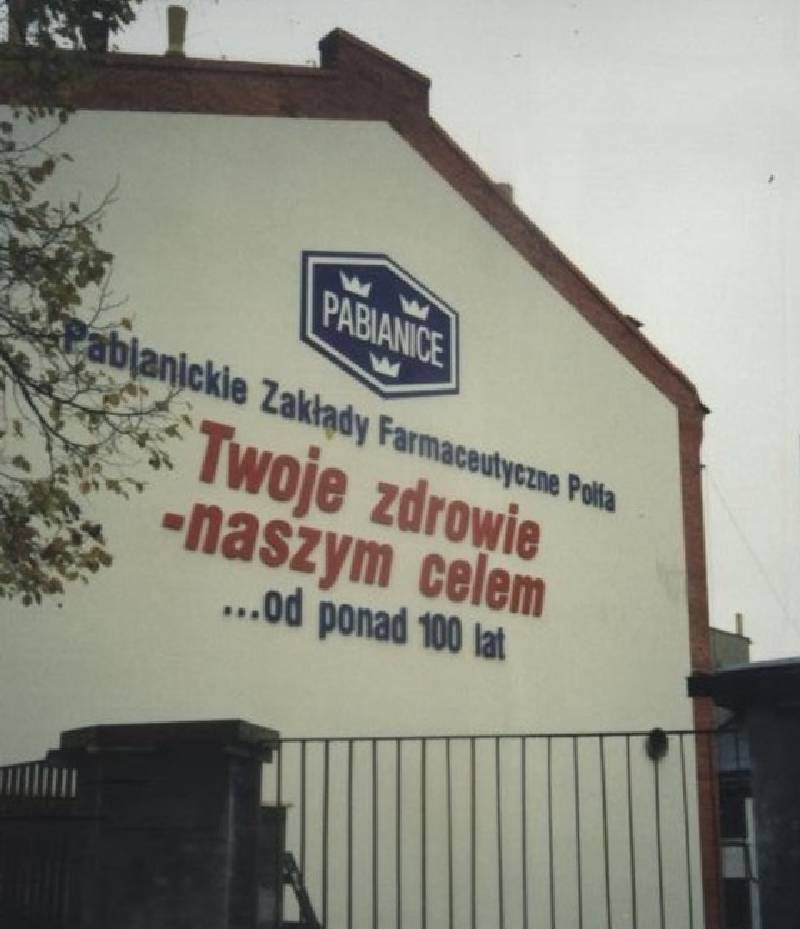 PABIANICE
Pabianickie Zakłady Farmaceutyczne Polfa
Twoje zdrowie
-naszym celem
...od ponad 100 lat